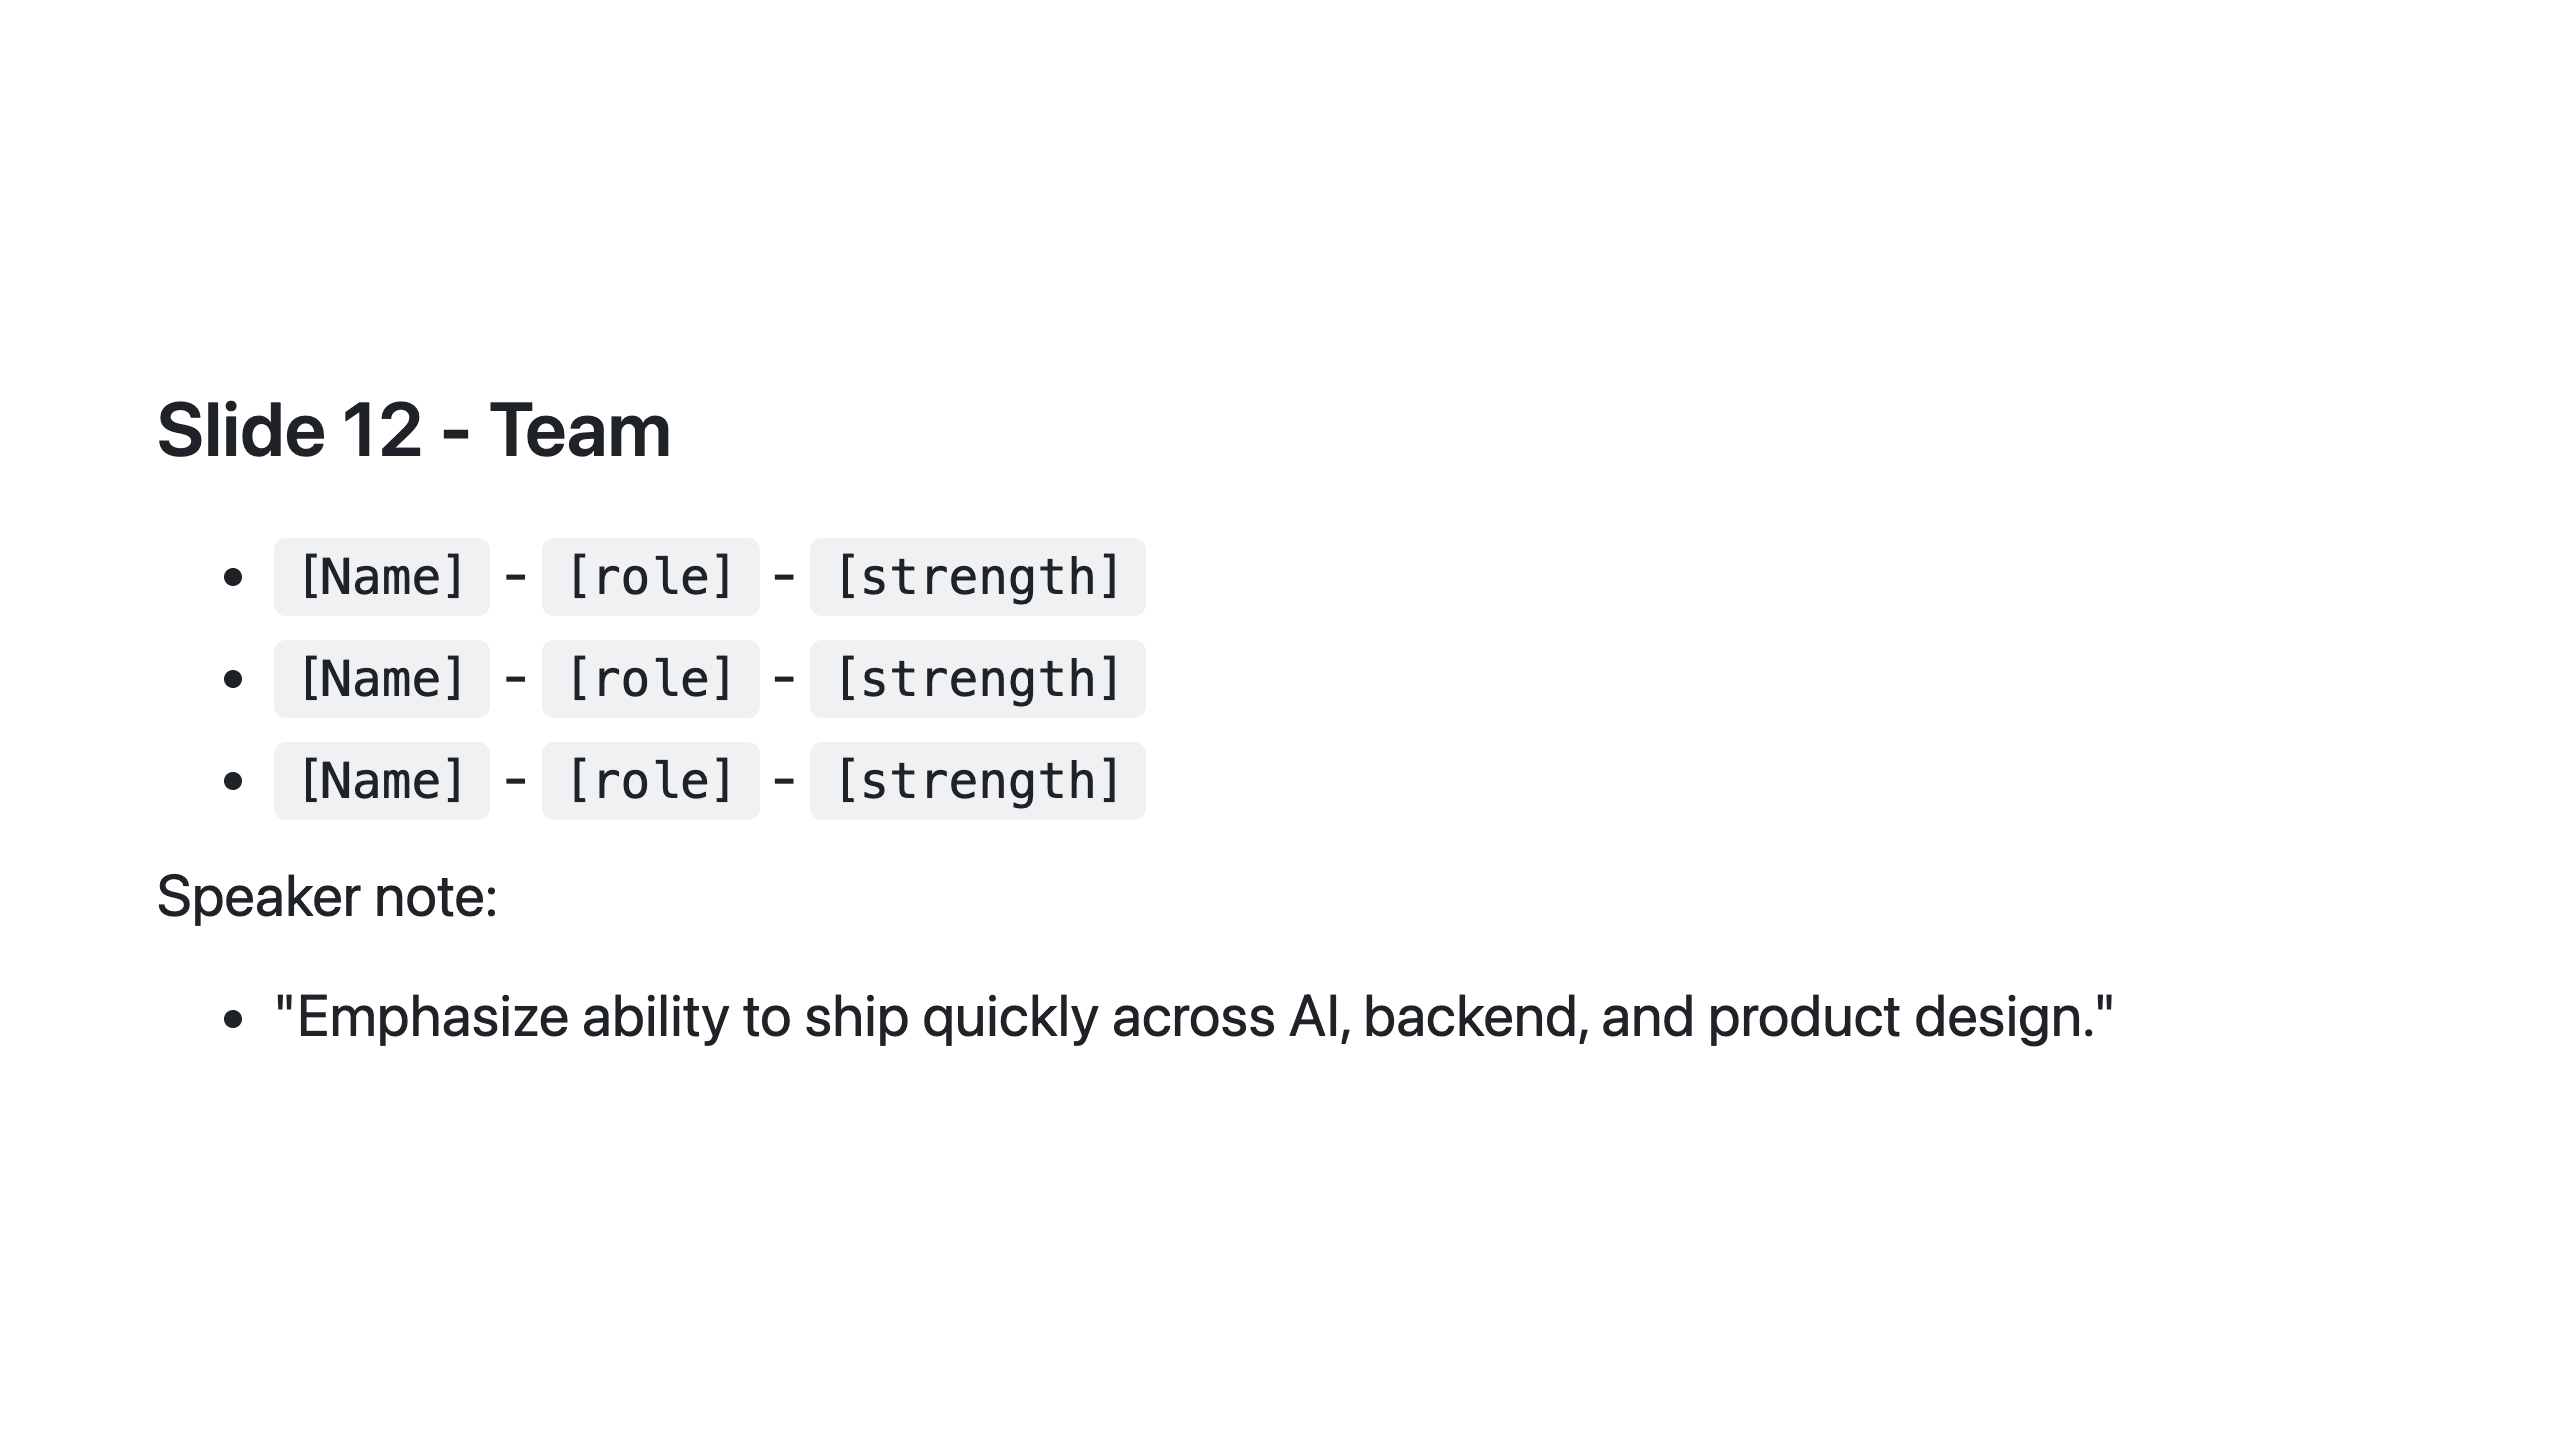 Slide 12 - Team
• [Name] - [role] - [strength]
• [Name] - [role] - [strength]
• [Name] - [role] - [strength]
Speaker note:
• "Emphasize ability to ship quickly across AI, backend, and product design."